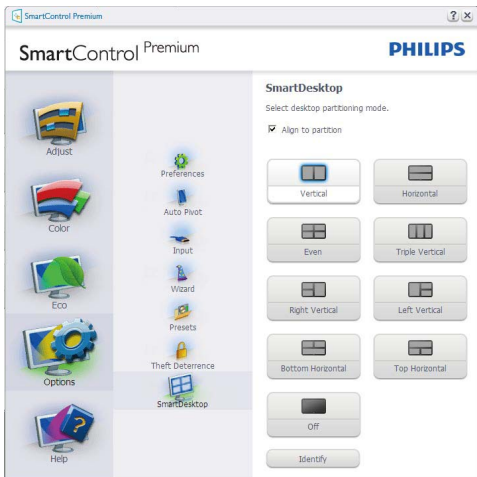 SmartControl Premium
SmartControl Premium
PHILIPS
Adjust
Color
Eco
Options
Help
Preferences
Auto Pivot
Input
Wizard
Presets
Theft Deterrence
SmartDesktop
SmartDesktop
Select desktop partitioning mode.
Align to partition
Vertical
Horizontal
Even
Triple Vertical
Right Vertical
Left Vertical
Bottom Horizontal
Top Horizontal
Off
Identify